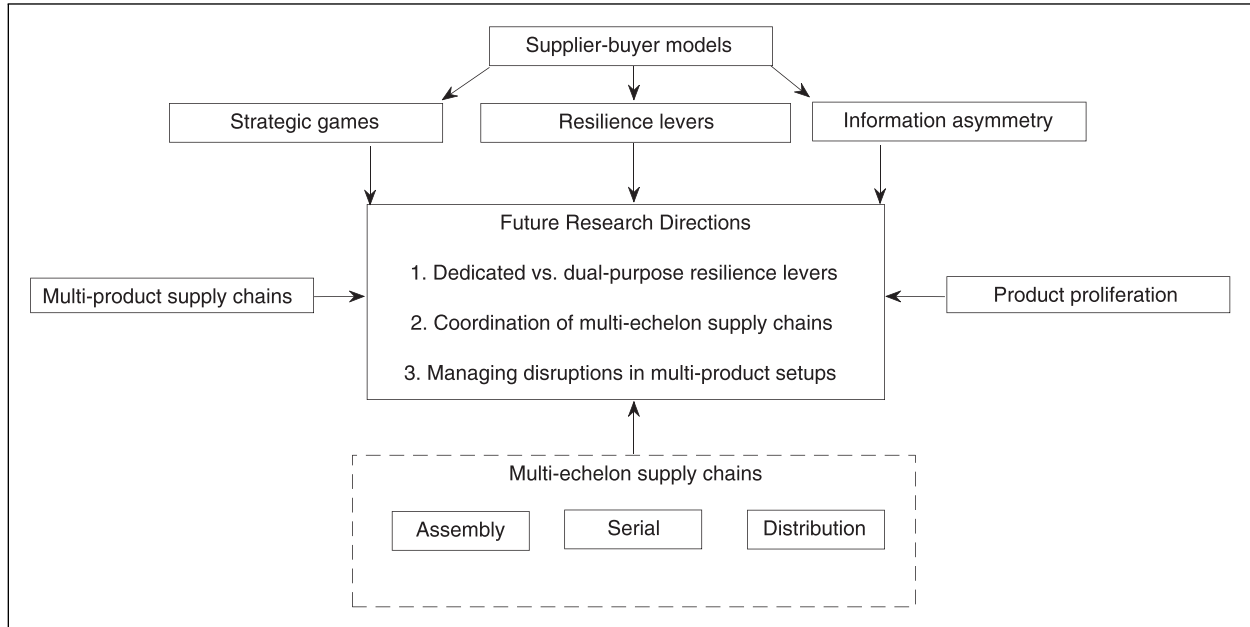 Supplier-buyer models
Strategic games
Resilience levers
Information asymmetry
Future Research Directions
1. Dedicated vs. dual-purpose resilience levers
2. Coordination of multi-echelon supply chains
3. Managing disruptions in multi-product setups
Multi-product supply chains
Product proliferation
Multi-echelon supply chains
Assembly
Serial
Distribution